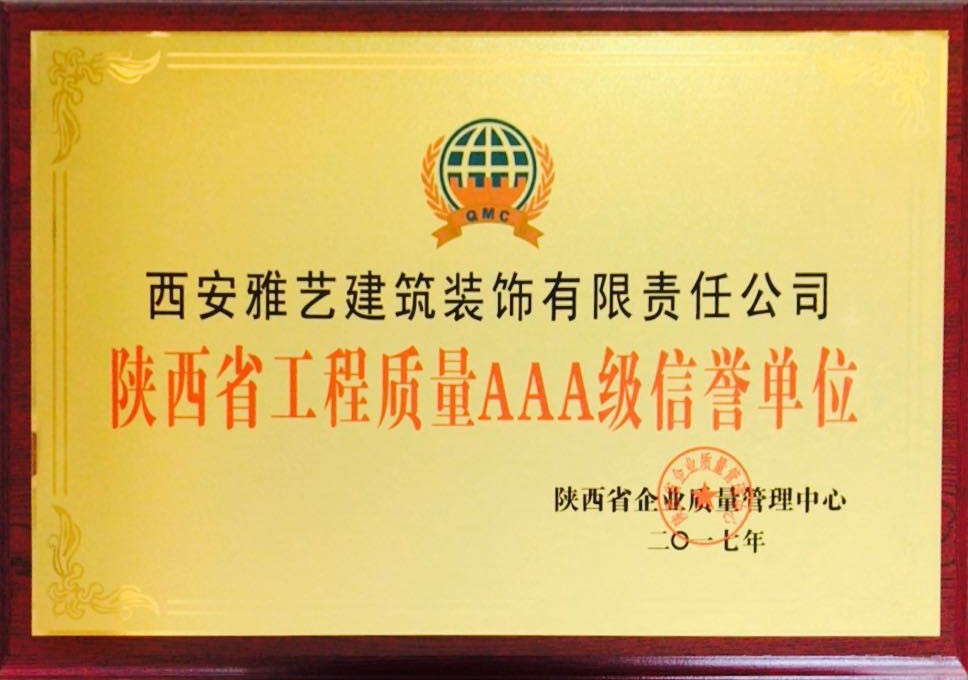 QMC
西安雅艺建筑装饰有限责任公司
陕西省工程质量AAA级信誉单位
陕西省企业质量管理中心
二〇一七年